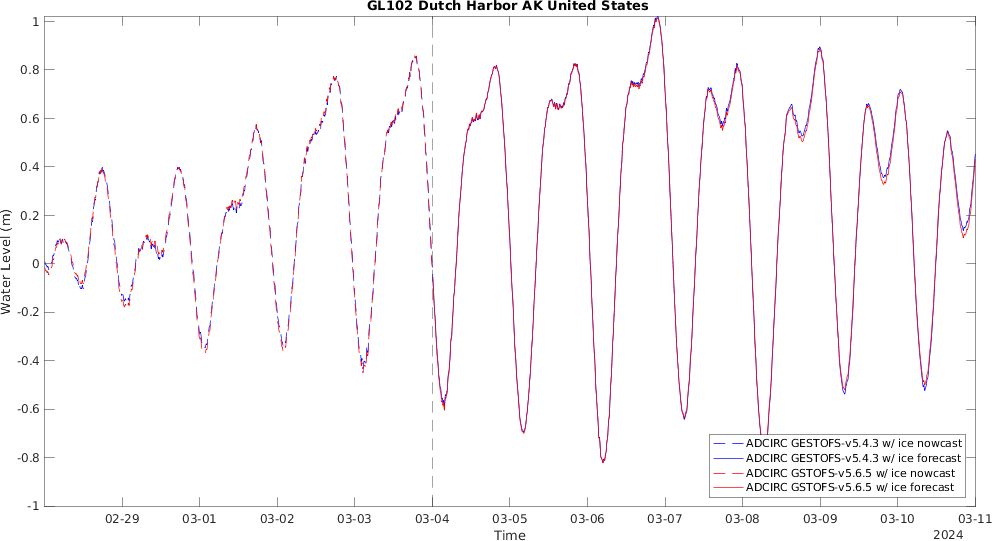 GL102 Dutch Harbor AK United States
1
0.8
0.6
0.4
0.2
0
-0.2
-0.4
-0.6
-0.8
-1
Water Level (m)
ADCIRC GESTOFS-v5.4.3 w/ ice nowcast
ADCIRC GESTOFS-v5.4.3 w/ ice forecast
ADCIRC GSTOFS-v5.6.5 w/ ice nowcast
ADCIRC GSTOFS-v5.6.5 w/ ice forecast
02-29 03-01 03-02 03-03 03-04 03-05 03-06 03-07 03-08 03-09 03-10 03-11
Time
2024